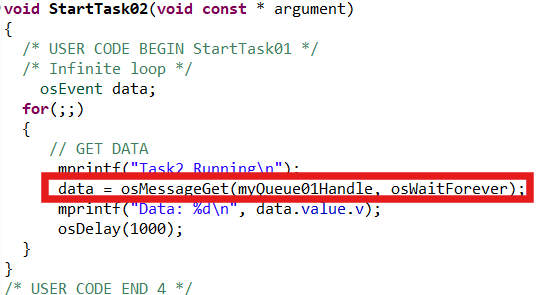 void StartTask02(void const * argument)
{
/* USER CODE BEGIN StartTask01 */
/* Infinite loop */
osEvent data;
for(;;)
{
// GET DATA
mprintf("Task2 Running\n");
data = osMessageGet(myQueue01Handle, osWaitForever);
mprintf("Data: %d\n", data.value.v);
osDelay(1000);
}
}
/* USER CODE END 4 */